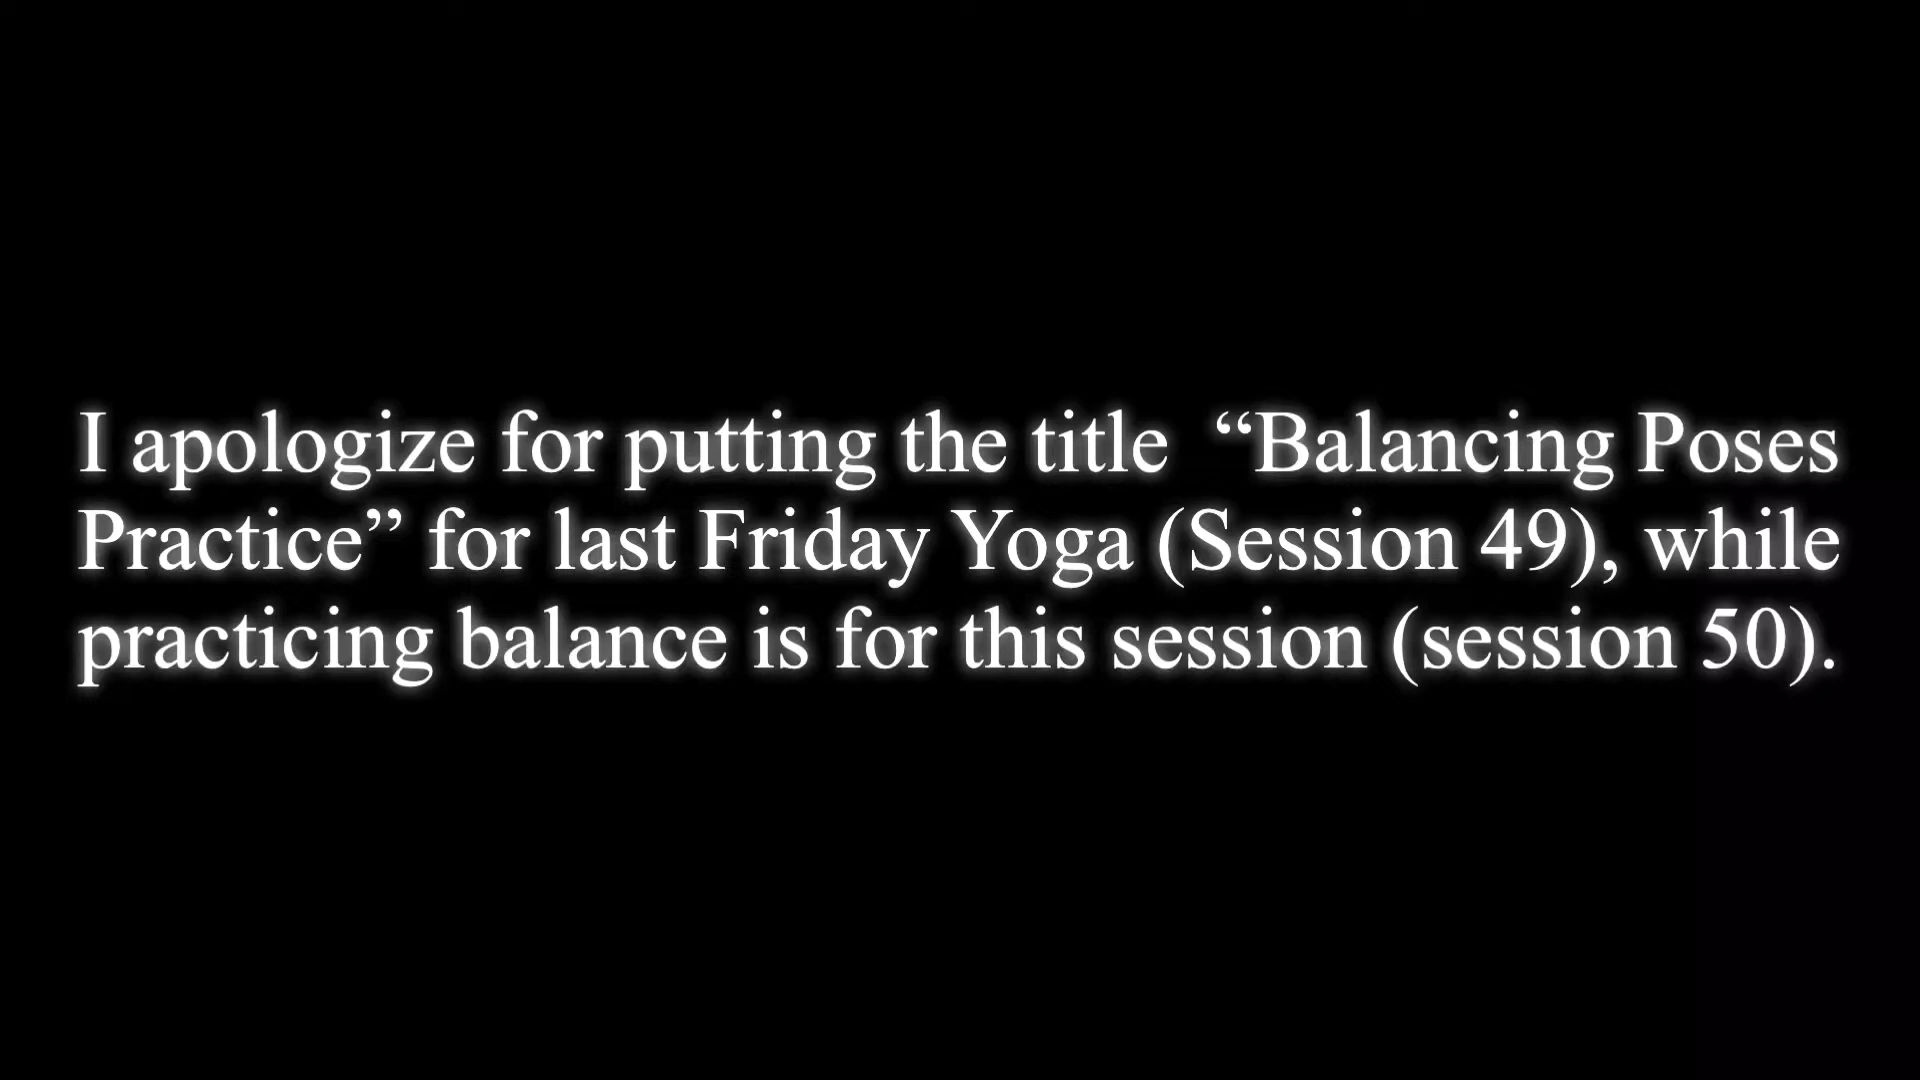 I apologize for putting the title “Balancing Poses
Practice” for last Friday Yoga (Session 49), while
practicing balance is for this session (session 50).